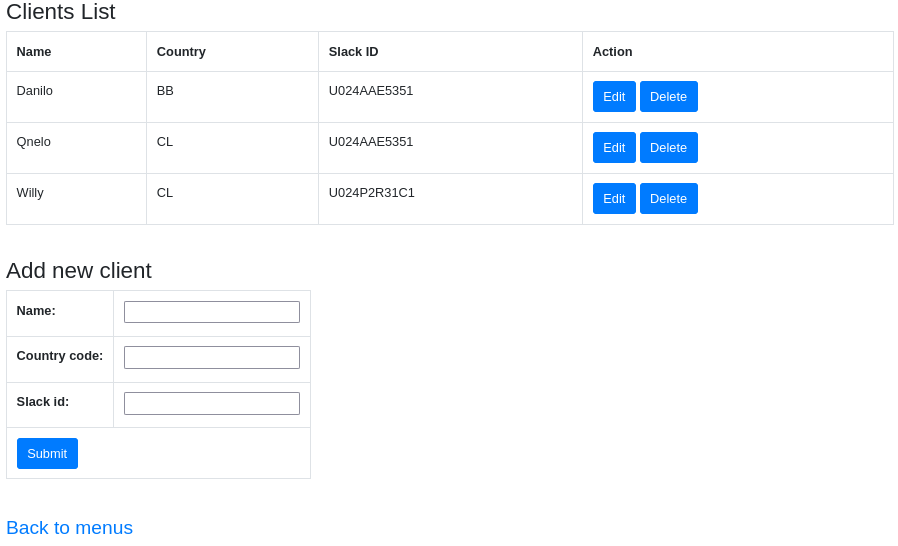 Clients List
Name Country Slack ID Action
Danilo BB U024AAE5351 Edit Delete
Qnelo CL U024AAE5351 Edit Delete
Willy CL U024P2R31C1 Edit Delete
Add new client
Name:
Country code:
Slack id:
Submit
Back to menus